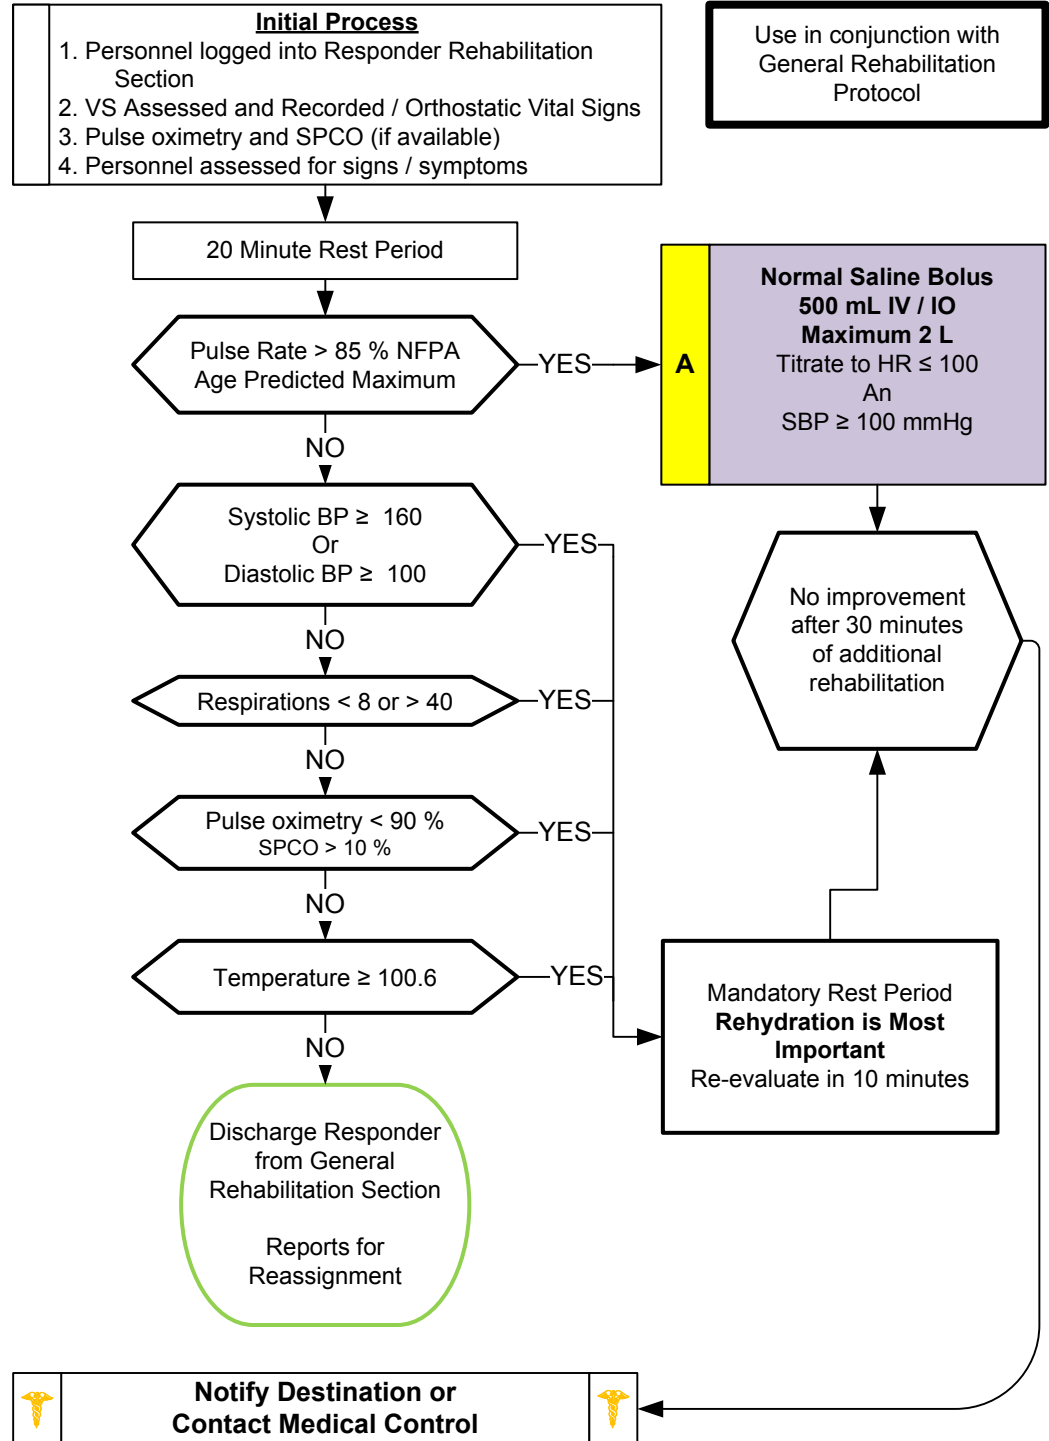 Initial Process
1. Personnel logged into Responder Rehabilitation
Section
2. VS Assessed and Recorded / Orthostatic Vital Signs
3. Pulse oximetry and SPCO (if available)
4. Personnel assessed for signs / symptoms
Use in conjunction with
General Rehabilitation
Protocol
20 Minute Rest Period
Pulse Rate > 85 % NFPA
Age Predicted Maximum
YES
A
Normal Saline Bolus
500 mL IV / IO
Maximum 2 L
Titrate to HR ≤ 100
An
SBP ≥ 100 mmHg
NO
Systolic BP ≥ 160
Or
Diastolic BP ≥ 100
YES
No improvement
after 30 minutes
of additional
rehabilitation
NO
Respirations < 8 or > 40
YES
NO
Pulse oximetry < 90 %
SPCO > 10 %
YES
NO
Temperature ≥ 100.6
YES
Mandatory Rest Period
Rehydration is Most
Important
Re-evaluate in 10 minutes
NO
Discharge Responder
from General
Rehabilitation Section
Reports for
Reassignment
Notify Destination or
Contact Medical Control